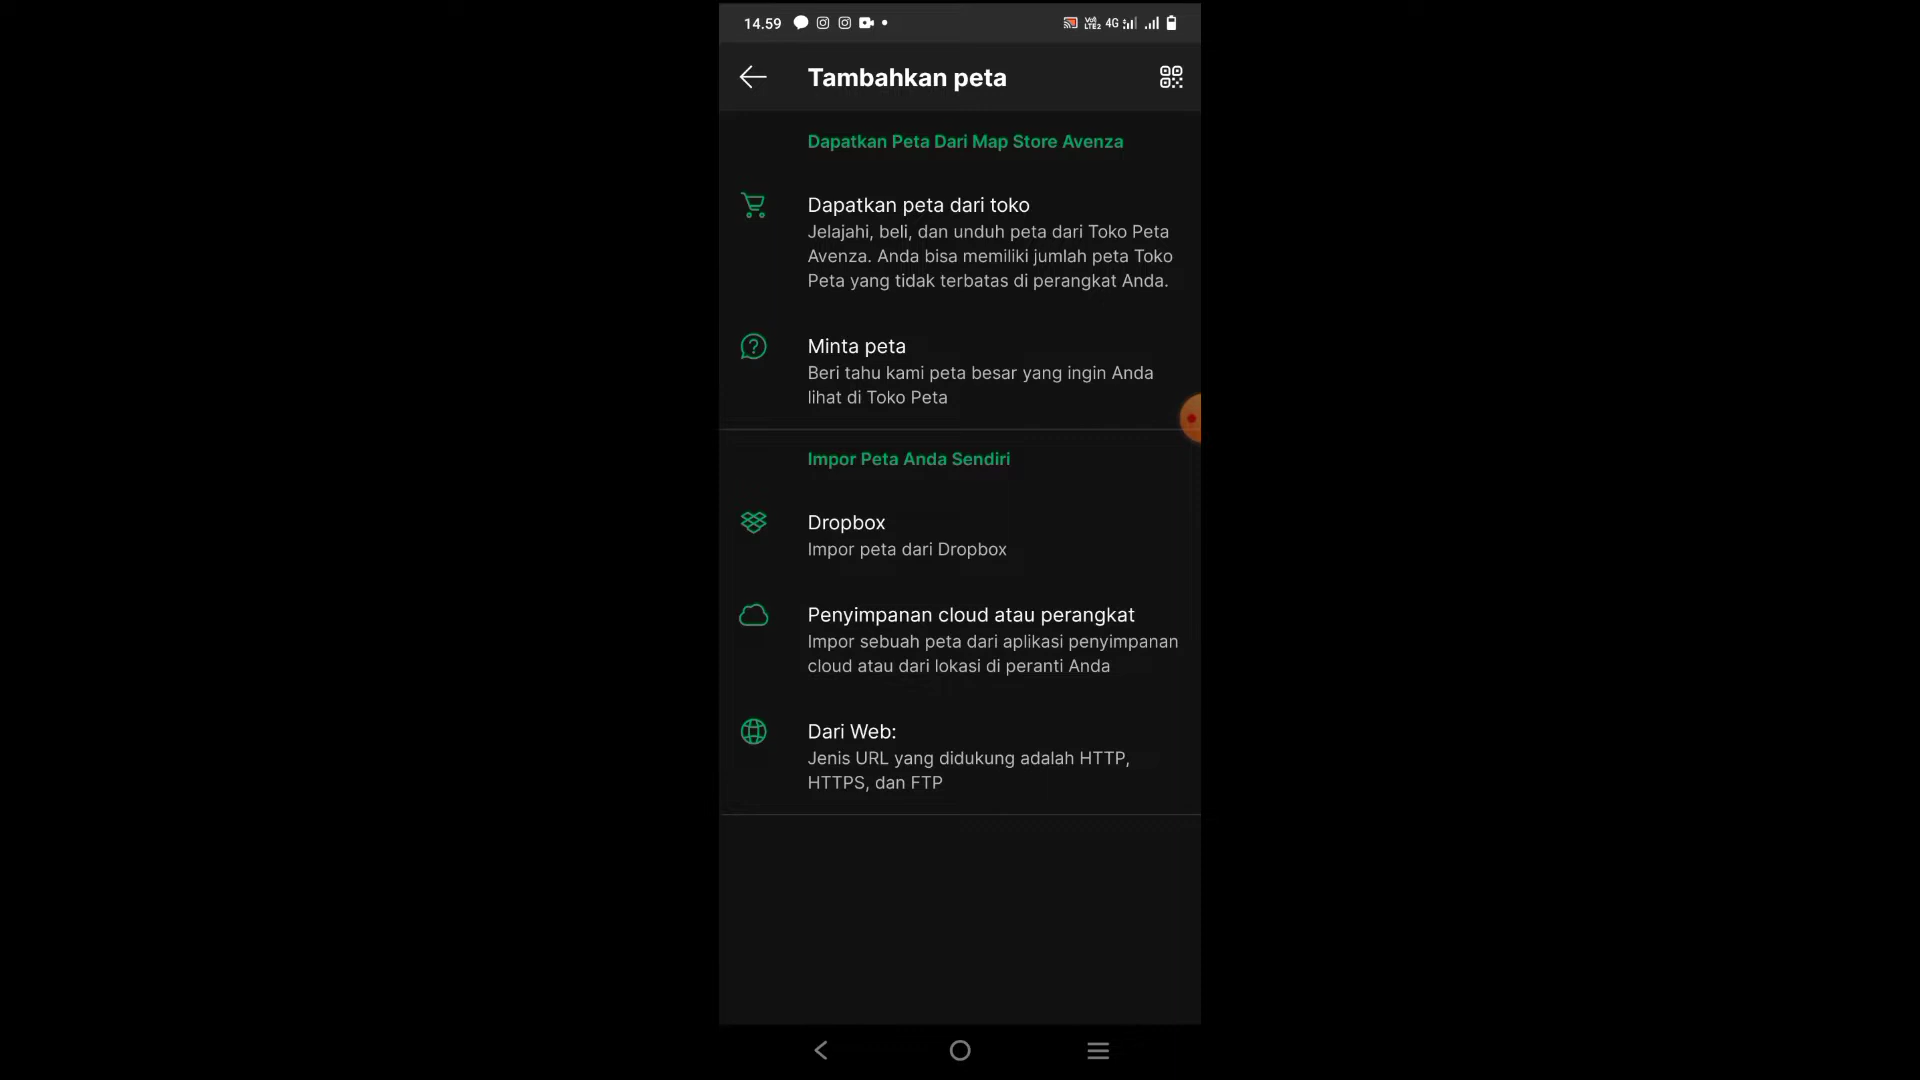 14.59
Vo) LTE2 4G
Tambahkan peta
Dapatkan Peta Dari Map Store Avenza
Dapatkan peta dari toko
Jelajahi, beli, dan unduh peta dari Toko Peta
Avenza. Anda bisa memiliki jumlah peta Toko
Peta yang tidak terbatas di perangkat Anda.
Minta peta
Beri tahu kami peta besar yang ingin Anda
lihat di Toko Peta
Impor Peta Anda Sendiri
Dropbox
Impor peta dari Dropbox
Penyimpanan cloud atau perangkat
Impor sebuah peta dari aplikasi penyimpanan
cloud atau dari lokasi di peranti Anda
Dari Web:
Jenis URL yang didukung adalah HTTP,
HTTPS, dan FTP